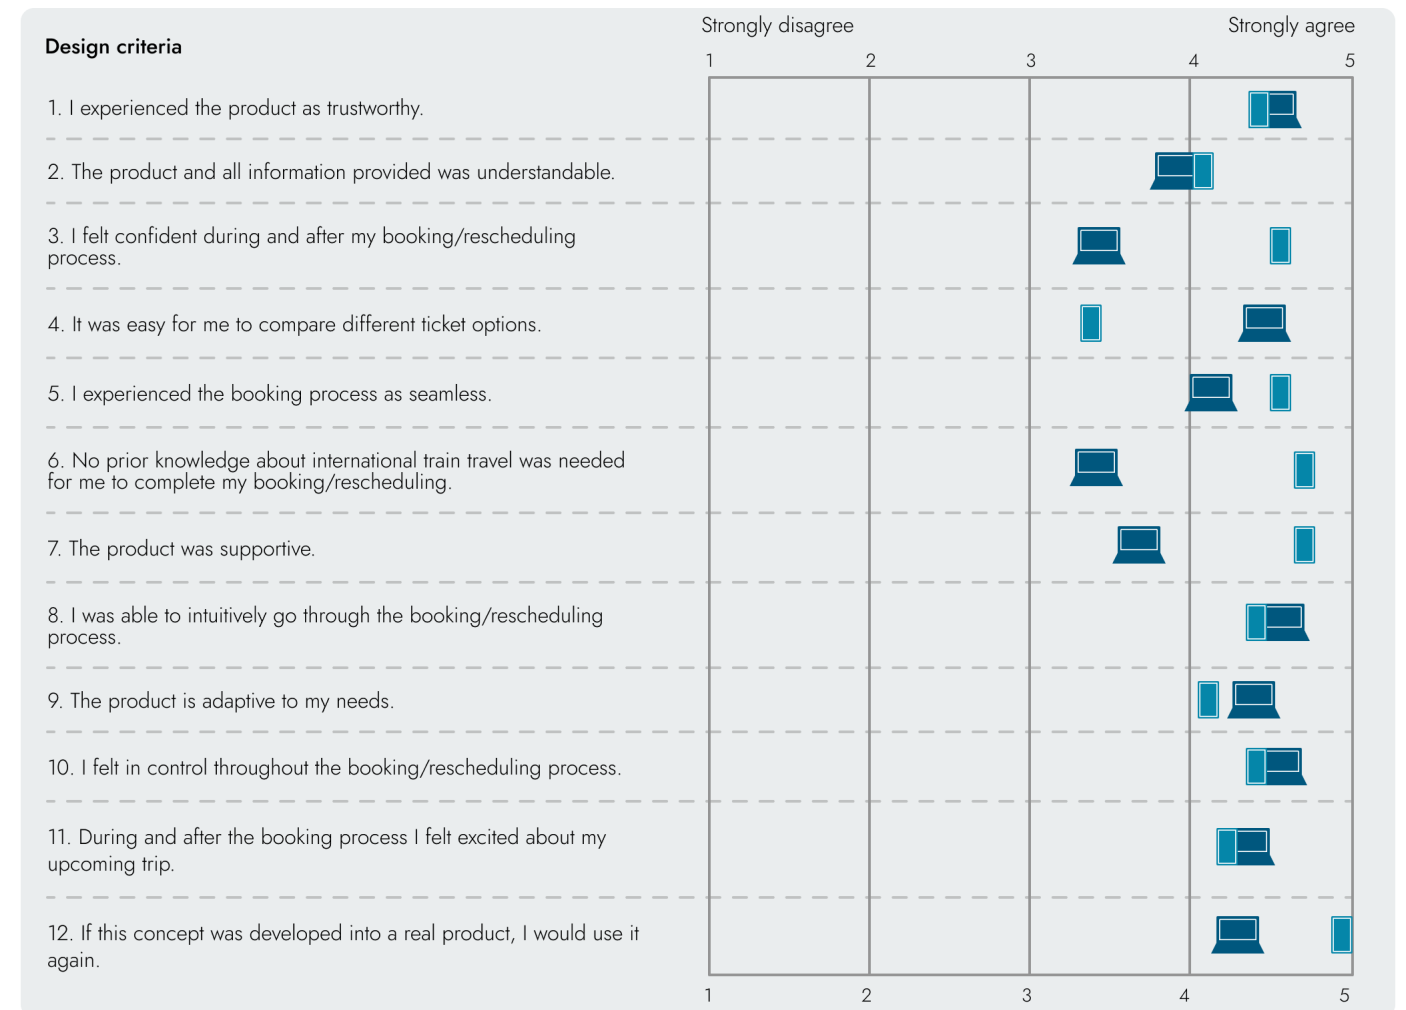 Strongly disagree Strongly agree
Design criteria
1 2 3 4 5
1. I experienced the product as trustworthy.
2. The product and all information provided was understandable.
3. I felt confident during and after my booking/rescheduling
process.
4. It was easy for me to compare different ticket options.
5. I experienced the booking process as seamless.
6. No prior knowledge about international train travel was needed
for me to complete my booking/rescheduling.
7. The product was supportive.
8. I was able to intuitively go through the booking/rescheduling
process.
9. The product is adaptive to my needs.
10. I felt in control throughout the booking/rescheduling process.
11. During and after the booking process I felt excited about my
upcoming trip.
12. If this concept was developed into a real product, I would use it
again.
1 2 3 4 5